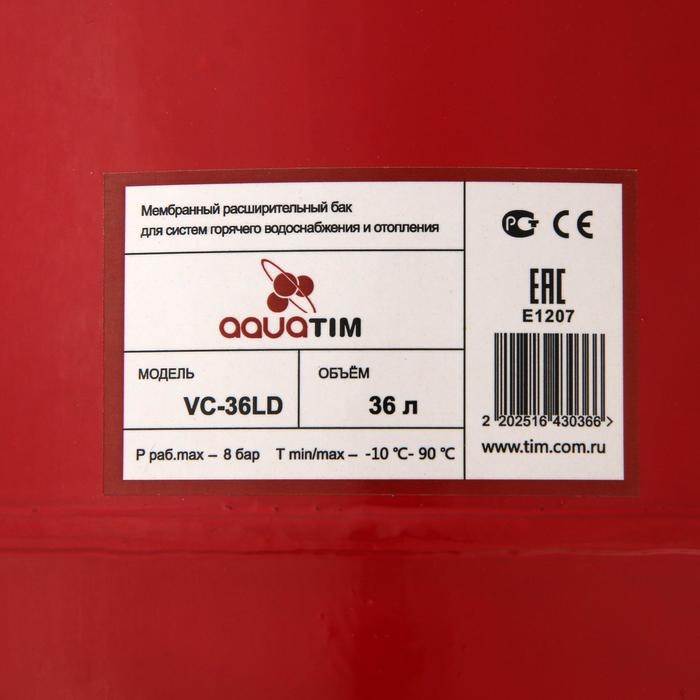 Мембранный расширительный бак
для систем горячего водоснабжения и отопления
aquaTIM
МОДЕЛЬ
VC-36LD
ОБЪЁМ
36 л
P раб.max – 8 бар T min/max – -10 °C- 90 °C
РСТ CE
EAC
E1207
2 202516 430366 >
www.tim.com.ru